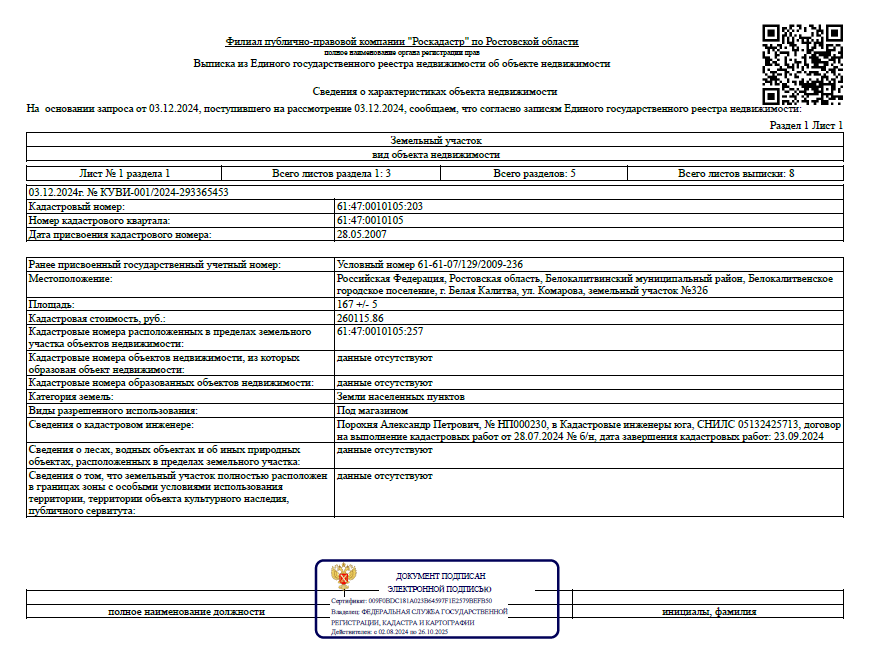 Филиал публично-правовой компании "Роскадастр" по Ростовской области
полное наименование органа регистрации прав
Выписка из Единого государственного реестра недвижимости об объекте недвижимости
Сведения о характеристиках объекта недвижимости
На основании запроса от 03.12.2024, поступившего на рассмотрение 03.12.2024, сообщаем, что согласно записям Единого государственного реестра недвижимости:
Раздел 1 Лист 1
Земельный участок
вид объекта недвижимости
Лист № 1 раздела 1 Всего листов раздела 1: 3 Всего разделов: 5 Всего листов выписки: 8
03.12.2024г. № КУВИ-001/2024-293365453
Кадастровый номер: 61:47:0010105:203
Номер кадастрового квартала: 61:47:0010105
Дата присвоения кадастрового номера: 28.05.2007
Ранее присвоенный государственный учетный номер: Условный номер 61-61-07/129/2009-236
Местоположение: Российская Федерация, Ростовская область, Белокалитвинский муниципальный район, Белокалитвенское
городское поселение, г. Белая Калитва, ул. Комарова, земельный участок №32б
Площадь: 167 +/- 5
Кадастровая стоимость, руб.: 260115.86
Кадастровые номера расположенных в пределах земельного 61:47:0010105:257
участка объектов недвижимости:
Кадастровые номера объектов недвижимости, из которых данные отсутствуют
образован объект недвижимости:
Кадастровые номера образованных объектов недвижимости: данные отсутствуют
Категория земель: Земли населенных пунктов
Виды разрешенного использования: Под магазином
Сведения о кадастровом инженере: Порохня Александр Петрович, № НП000230, в Кадастровые инженеры юга, СНИЛС 05132425713, договор
на выполнение кадастровых работ от 28.07.2024 № б/н, дата завершения кадастровых работ: 23.09.2024
Сведения о лесах, водных объектах и об иных природных данные отсутствуют
объектах, расположенных в пределах земельного участка:
Сведения о том, что земельный участок полностью расположен данные отсутствуют
в границах зоны с особыми условиями использования
территории, территории объекта культурного наследия,
публичного сервитута:
ДОКУМЕНТ ПОДПИСАН
ЭЛЕКТРОННОЙ ПОДПИСЬЮ
Сертификат: 009F0BDC181A023B64597F1E2579BEFB50
Владелец: ФЕДЕРАЛЬНАЯ СЛУЖБА ГОСУДАРСТВЕННОЙ
РЕГИСТРАЦИИ, КАДАСТРА И КАРТОГРАФИИ
Действителен: с 02.08.2024 по 26.10.2025
полное наименование должности инициалы, фамилия